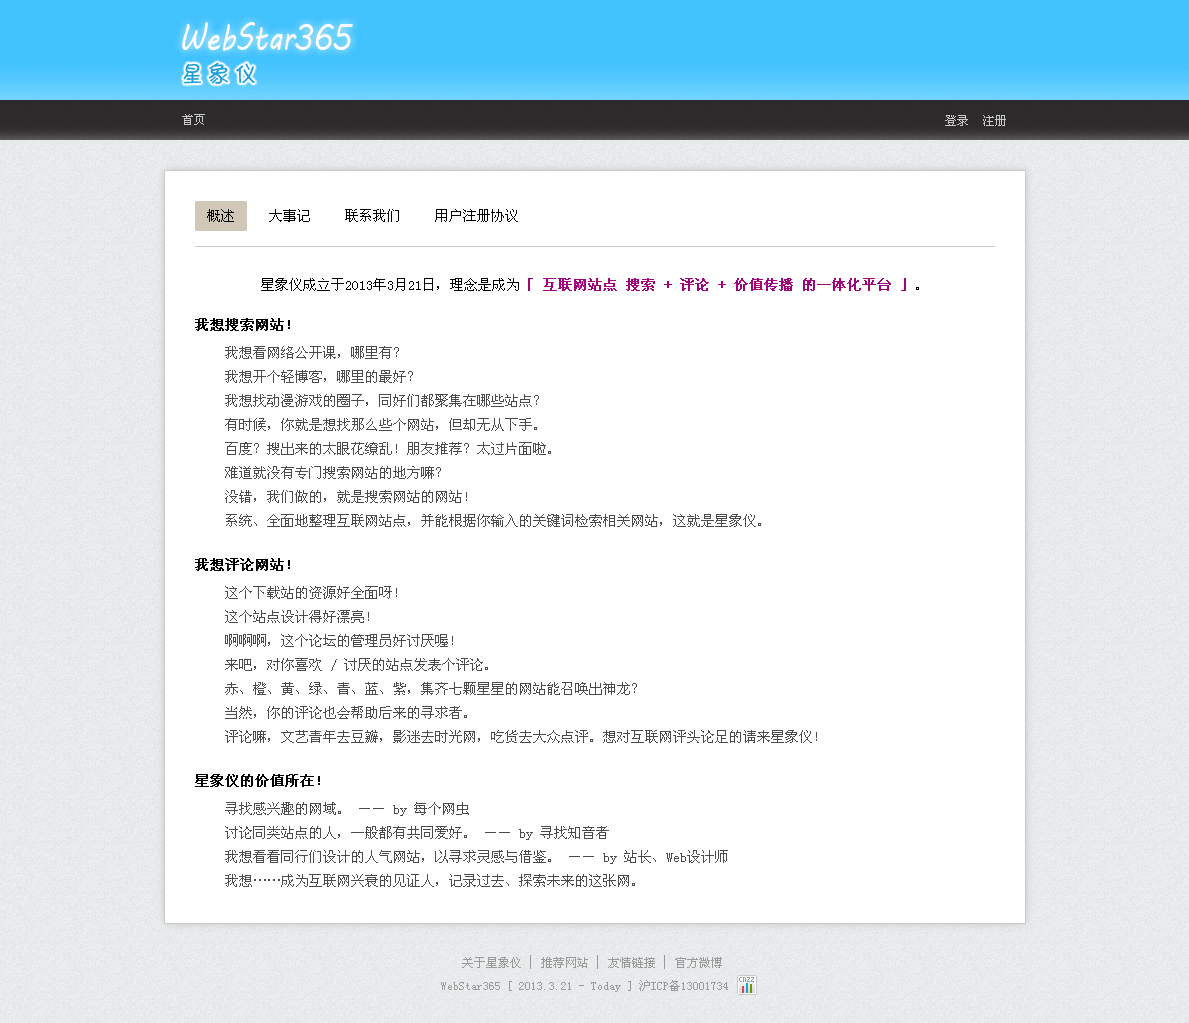 WebStar365
星象仪
首页 登录 注册
概述 大事记 联系我们 用户注册协议
星象仪成立于2013年3月21日，理念是成为「 互联网站点 搜索 + 评论 + 价值传播 的一体化平台 」。
我想搜索网站！
我想看网络公开课，哪里有？
我想开个轻博客，哪里的最好？
我想找动漫游戏的圈子，同好们都聚集在哪些站点？
有时候，你就是想找那么些个网站，但却无从下手。
百度？搜出来的太眼花缭乱！朋友推荐？太过片面啦。
难道就没有专门搜索网站的地方嘛？
没错，我们做的，就是搜索网站的网站！
系统、全面地整理互联网站点，并能根据你输入的关键词检索相关网站，这就是星象仪。
我想评论网站！
这个下载站的资源好全面呀！
这个站点设计得好漂亮！
啊啊啊，这个论坛的管理员好讨厌喔！
来吧，对你喜欢 / 讨厌的站点发表个评论。
赤、橙、黄、绿、青、蓝、紫，集齐七颗星星的网站能召唤出神龙？
当然，你的评论也会帮助后来的寻求者。
评论嘛，文艺青年去豆瓣，影迷去时光网，吃货去大众点评。想对互联网评头论足的请来星象仪！
星象仪的价值所在！
寻找感兴趣的网域。 —— by 每个网虫
讨论同类站点的人，一般都有共同爱好。 —— by 寻找知音者
我想看看同行们设计的人气网站，以寻求灵感与借鉴。 —— by 站长、Web设计师
我想……成为互联网兴衰的见证人，记录过去、探索未来的这张网。
关于星象仪 │ 推荐网站 │ 友情链接 │ 官方微博
WebStar365 [ 2013.3.21 - Today ] 沪ICP备13001734 CNZZ